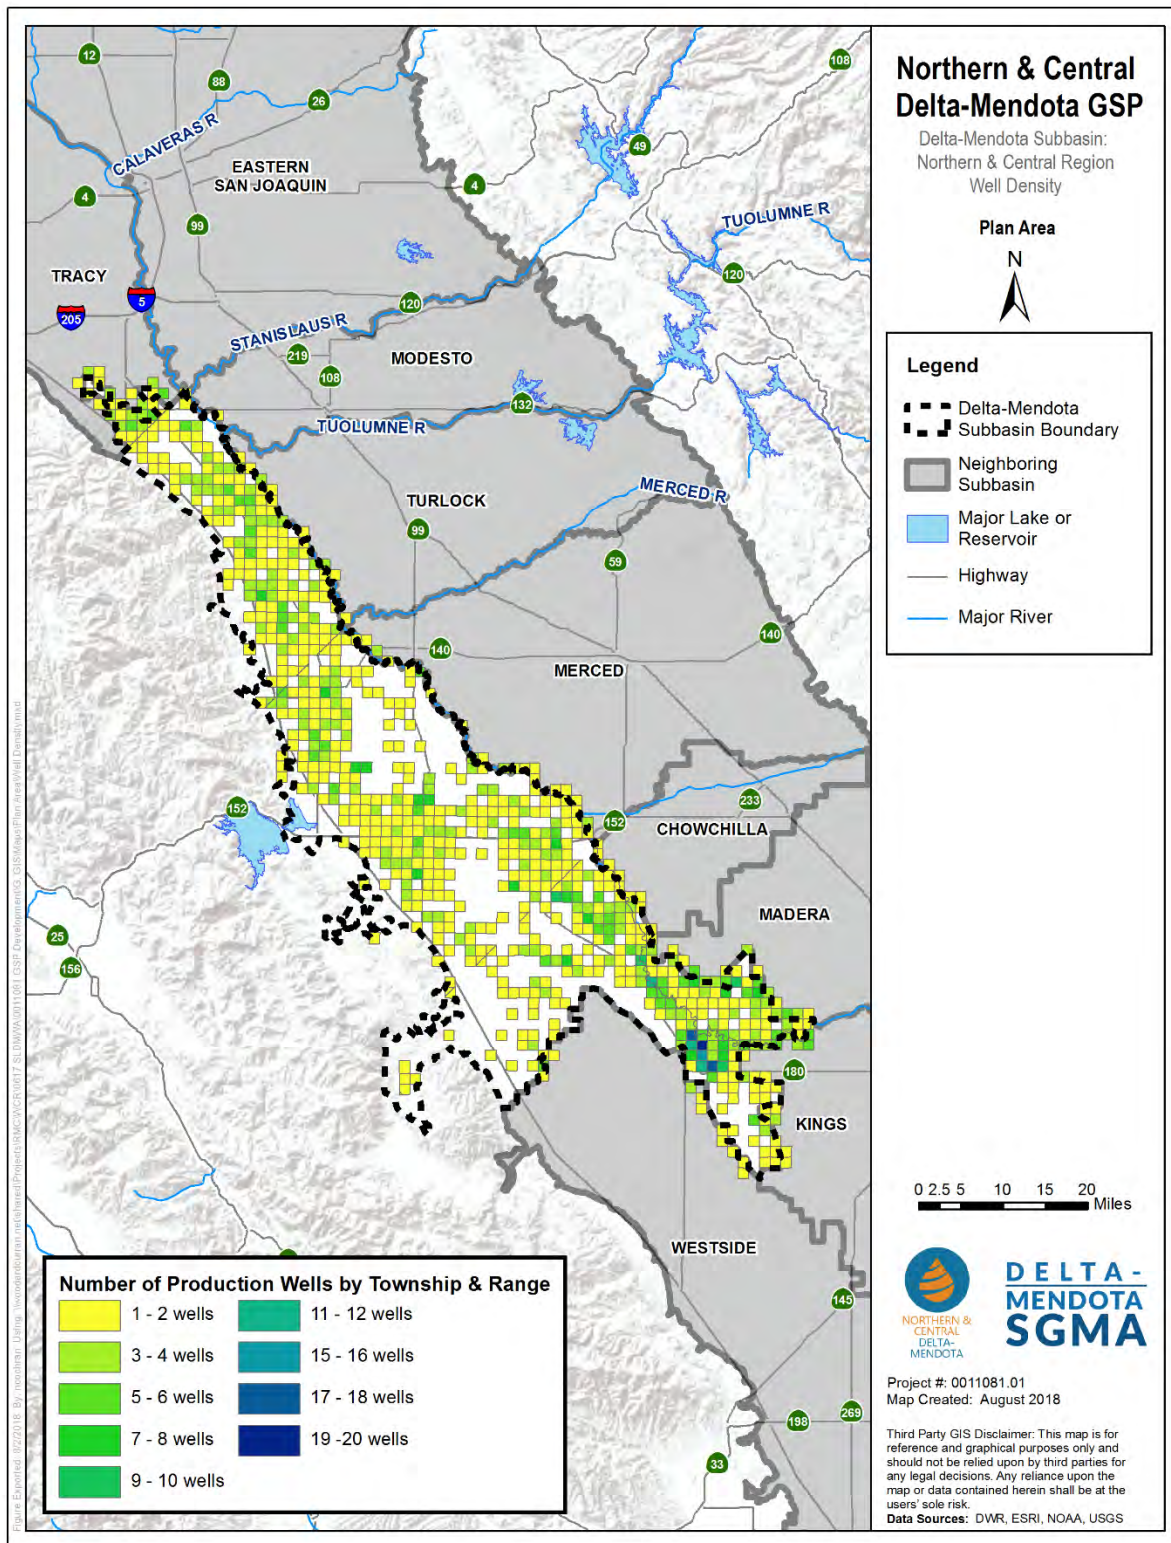 Northern & Central
Delta-Mendota GSP
Delta-Mendota Subbasin:
Northern & Central Region
Well Density
Plan Area
N
Legend
Delta-Mendota
Subbasin Boundary
Neighboring
Subbasin
Major Lake or
Reservoir
Highway
Major River
12
88
26
108
CALAVERAS R
49
EASTERN
SAN JOAQUIN
4
4
99
TUOLUMNE R
TRACY
120
5
205
120
STANISLAUS R
219
MODESTO
108
132
TUOLUMNE R
TURLOCK
MERCED R
99
59
140
140
MERCED
152
233
152
CHOWCHILLA
MADERA
25
156
180
KINGS
WESTSIDE
145
269
198
33
0 2.5 5 10 15 20
Miles
Number of Production Wells by Township & Range
1 - 2 wells
3 - 4 wells
5 - 6 wells
7 - 8 wells
9 - 10 wells
11 - 12 wells
15 - 16 wells
17 - 18 wells
19 -20 wells
NORTHERN &
CENTRAL
DELTA-
MENDOTA
DELTA-
MENDOTA
SGMA
Project #: 0011081.01
Map Created: August 2018
Third Party GIS Disclaimer: This map is for
reference and graphical purposes only and
should not be relied upon by third parties for
any legal decisions. Any reliance upon the
map or data contained herein shall be at the
users' sole risk.
Data Sources: DWR, ESRI, NOAA, USGS